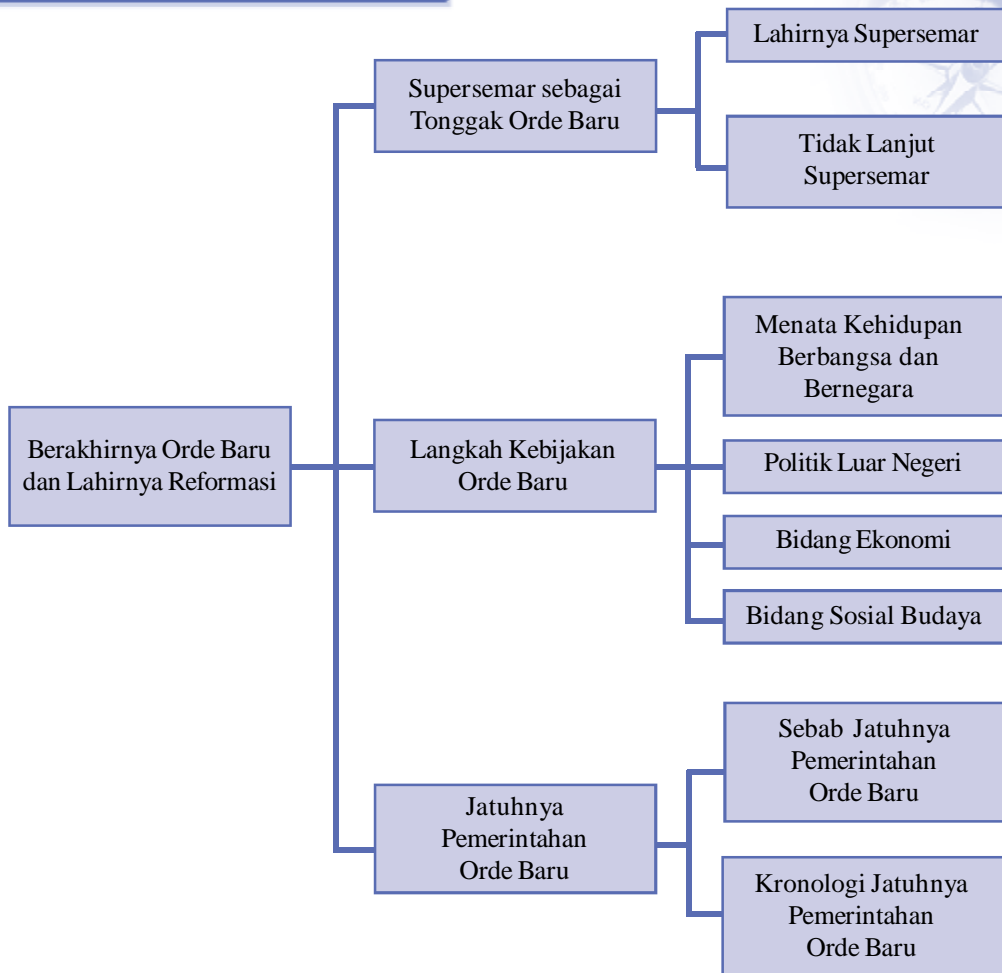 Lahirnya Supersemar
Supersemar sebagai
Tonggak Orde Baru
Tidak Lanjut
Supersemar
Menata Kehidupan
Berbangsa dan
Bernegara
Berakhirnya Orde Baru
dan Lahirnya Reformasi
Langkah Kebijakan
Orde Baru
Politik Luar Negeri
Bidang Ekonomi
Bidang Sosial Budaya
Sebab Jatuhnya
Pemerintahan
Orde Baru
Jatuhnya
Pemerintahan
Orde Baru
Kronologi Jatuhnya
Pemerintahan
Orde Baru